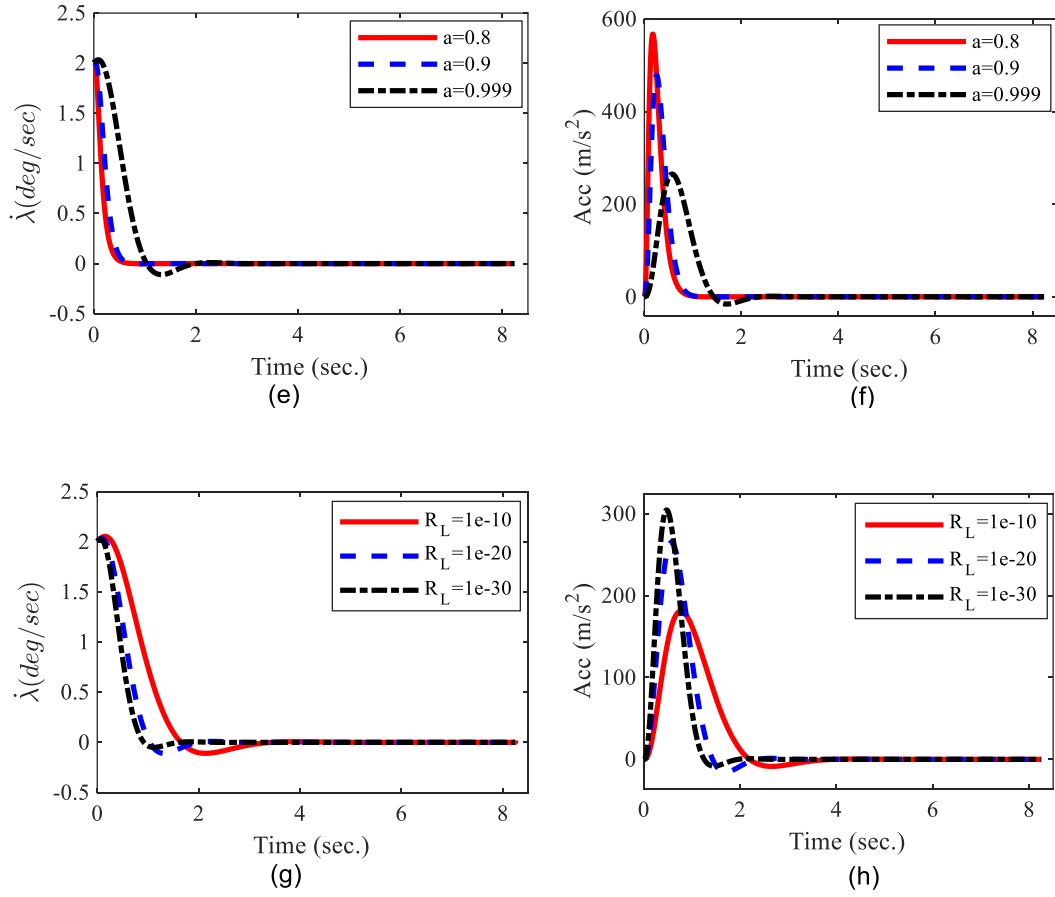 2.5
2
1.5
1
0.5
0
-0.5
λ̇(deg/sec)
a=0.8
a=0.9
a=0.999
0 2 4 6 8
Time (sec.)
(e)
600
400
200
0
Acc (m/s²)
a=0.8
a=0.9
a=0.999
0 2 4 6 8
Time (sec.)
(f)
2.5
2
1.5
1
0.5
0
-0.5
λ̇(deg/sec)
R_L=1e-10
R_L=1e-20
R_L=1e-30
0 2 4 6 8
Time (sec.)
(g)
300
200
100
0
Acc (m/s²)
R_L=1e-10
R_L=1e-20
R_L=1e-30
0 2 4 6 8
Time (sec.)
(h)